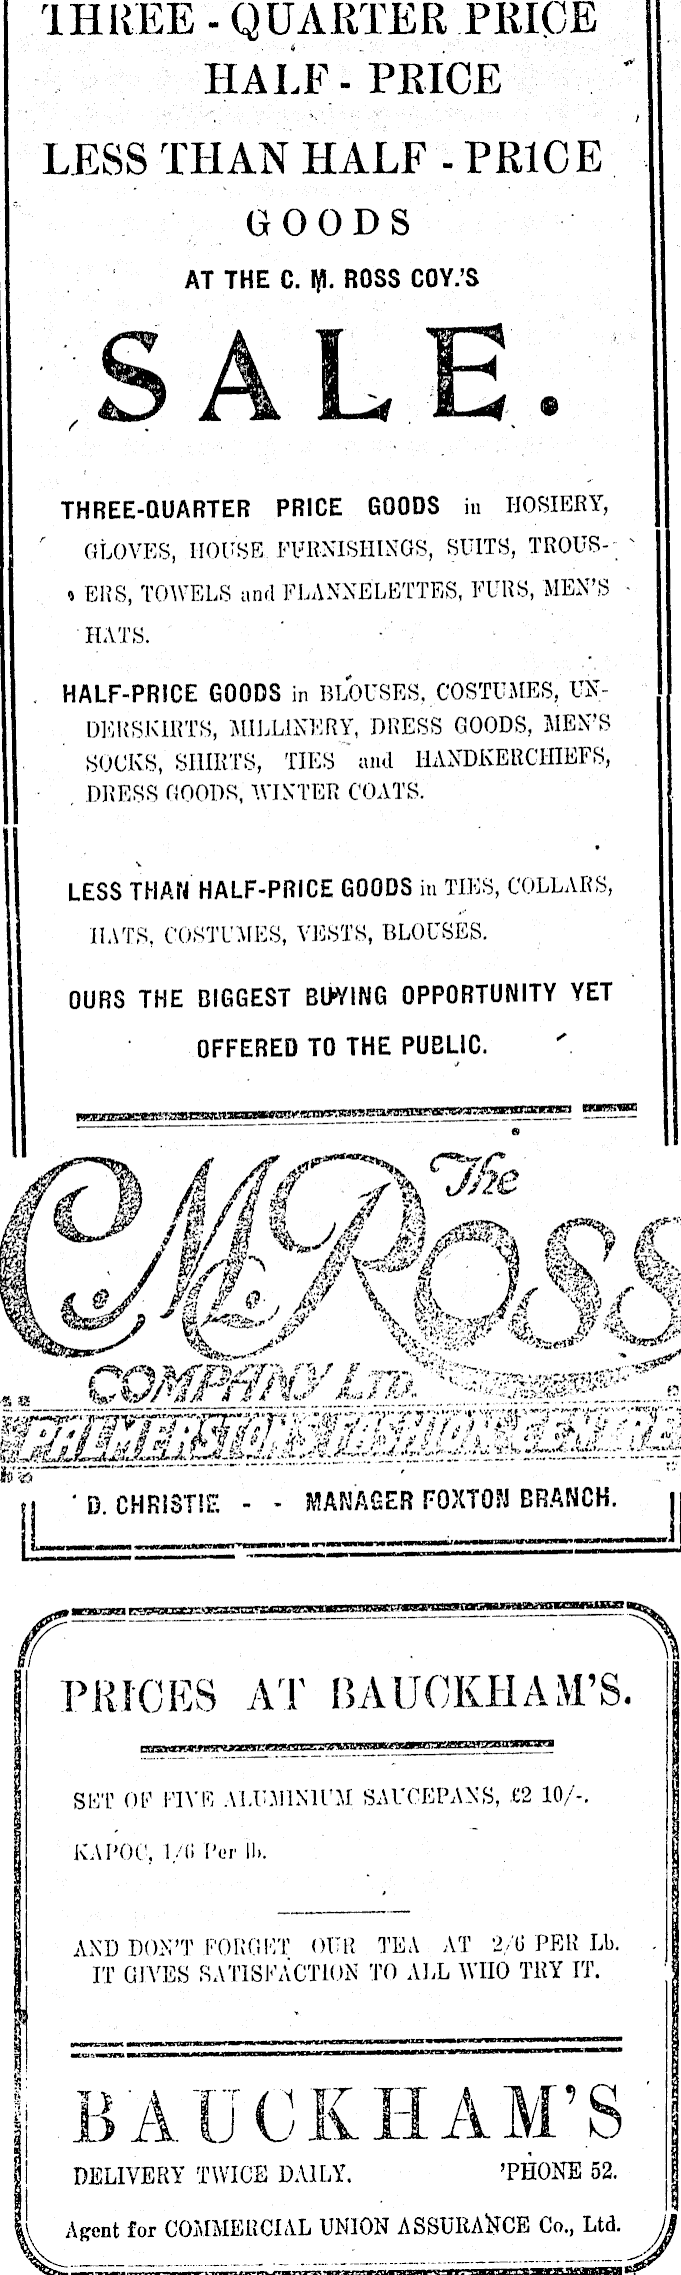 THREE - QUARTER PRICE
HALF - PRICE
LESS THAN HALF - PRICE
GOODS
AT THE C. M. ROSS COY.'S
SALE.
THREE-QUARTER PRICE GOODS in HOSIERY,
GLOVES, HOUSE FURNISHINGS, SUITS, TROUS-
ERS, TOWELS and FLANNELETTES, FURS, MEN'S
HATS.
HALF-PRICE GOODS in BLOUSES, COSTUMES, UN-
DERSKIRTS, MILLINERY, DRESS GOODS, MEN'S
SOCKS, SHIRTS, TIES and HANDKERCHIEFS,
DRESS GOODS, WINTER COATS.
LESS THAN HALF-PRICE GOODS in TIES, COLLARS,
HATS, COSTUMES, VESTS, BLOUSES.
OURS THE BIGGEST BUYING OPPORTUNITY YET
OFFERED TO THE PUBLIC.
The
C M Ross
COMPANY LTD.
PALMERSTON'S FASHION CENTRE
D. CHRISTIE - - MANAGER FOXTON BRANCH.
PRICES AT BAUCKHAM'S.
SET OF FIVE ALUMINIUM SAUCEPANS, £2 10/-.
KAPOC, 1/6 Per lb.
AND DON'T FORGET OUR TEA AT 2/6 PER Lb.
IT GIVES SATISFACTION TO ALL WHO TRY IT.
BAUCKHAM'S
DELIVERY TWICE DAILY. 'PHONE 52.
Agent for COMMERCIAL UNION ASSURANCE Co., Ltd.